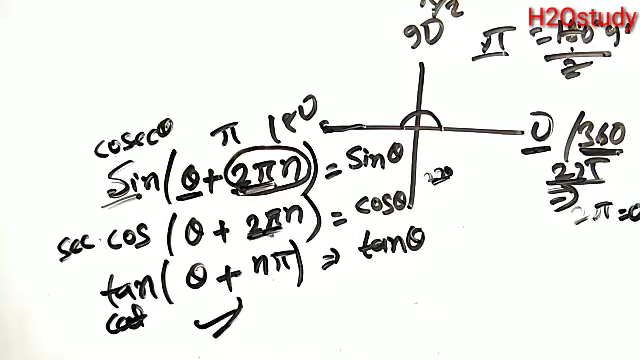 H2Ostudy
π/2
90
π = 180°
2
cosecθ
π 180
0 /360
Sin(θ + 2πn) = Sinθ
sec cos (θ + 2πn) = cosθ
2π
tan(θ + nπ) ⇒ tanθ
cot